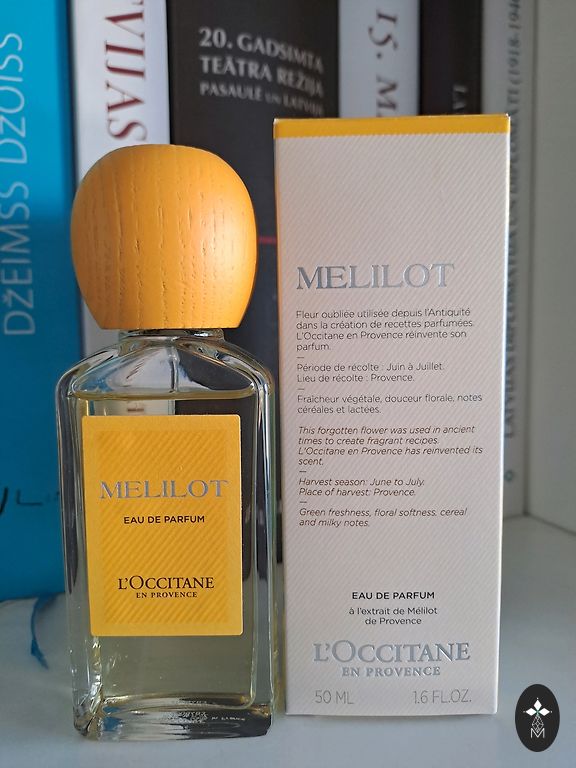 DŽEIMSS DZOISS
VIJAS
20. GADSIMTA
TEĀTRA REŽIJA
PASAULĒ UN LATVIJĀ
15. M
LA
(1918-1940)
MELILOT
EAU DE PARFUM
L'OCCITANE
EN PROVENCE
MELILOT
Fleur oubliée utilisée depuis l'Antiquité
dans la création de recettes parfumées.
L'Occitane en Provence réinvente son
parfum.
—
Période de récolte : Juin à Juillet.
Lieu de récolte : Provence.
—
Fraîcheur végétale, douceur florale, notes
céréales et lactées.
This forgotten flower was used in ancient
times to create fragrant recipes.
L'Occitane en Provence has reinvented its
scent.
—
Harvest season: June to July.
Place of harvest: Provence.
—
Green freshness, floral softness, cereal
and milky notes.
EAU DE PARFUM
à l'extrait de Mélilot
de Provence
L'OCCITANE
EN PROVENCE
50 ML 1.6 FL.OZ.
M